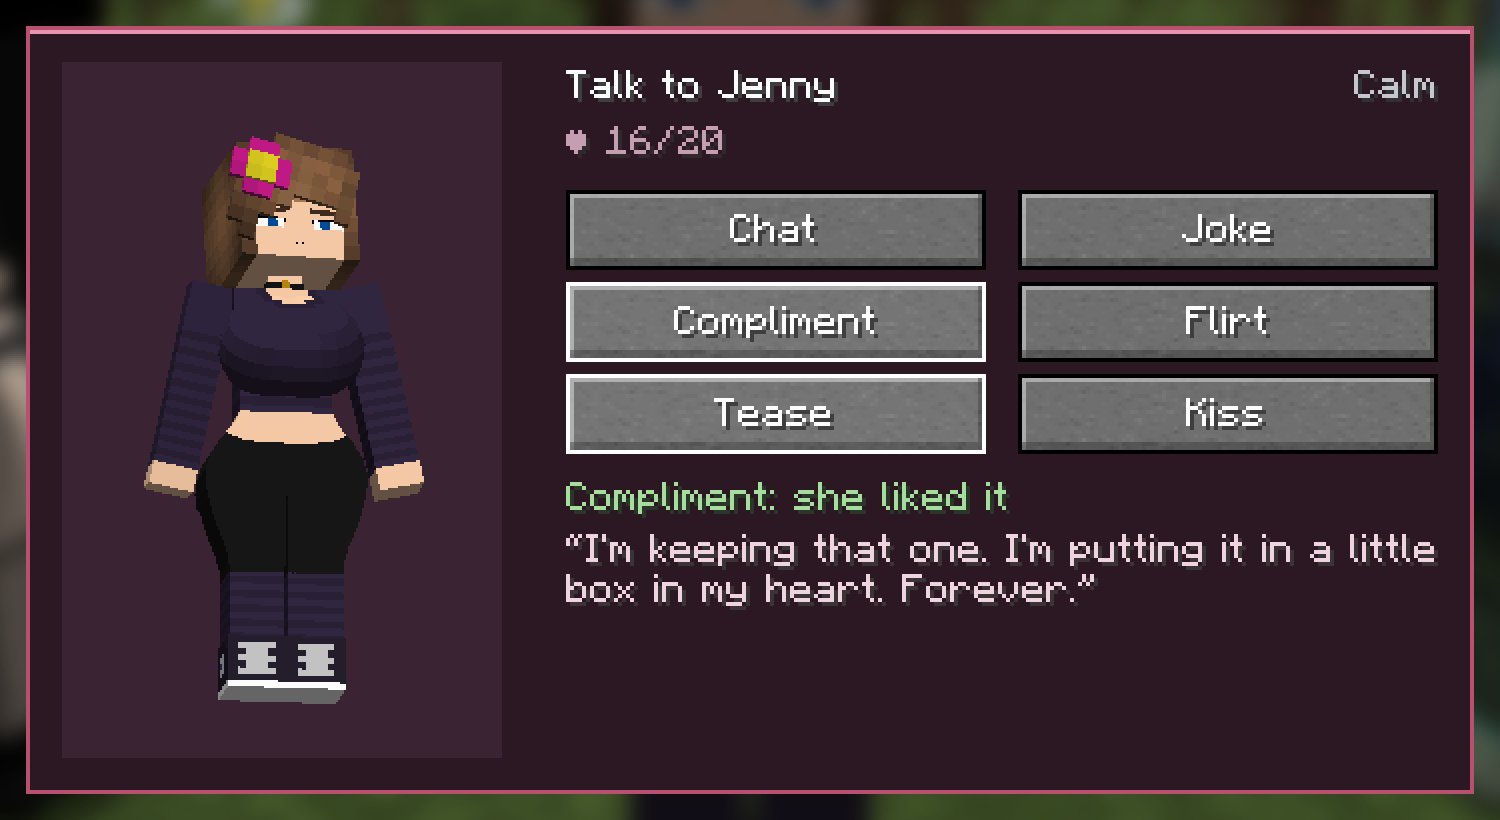 Talk to Jenny
Calm
16/20
Chat
Joke
Compliment
Flirt
Tease
Kiss
Compliment: she liked it
“I'm keeping that one. I'm putting it in a little
box in my heart. Forever.”